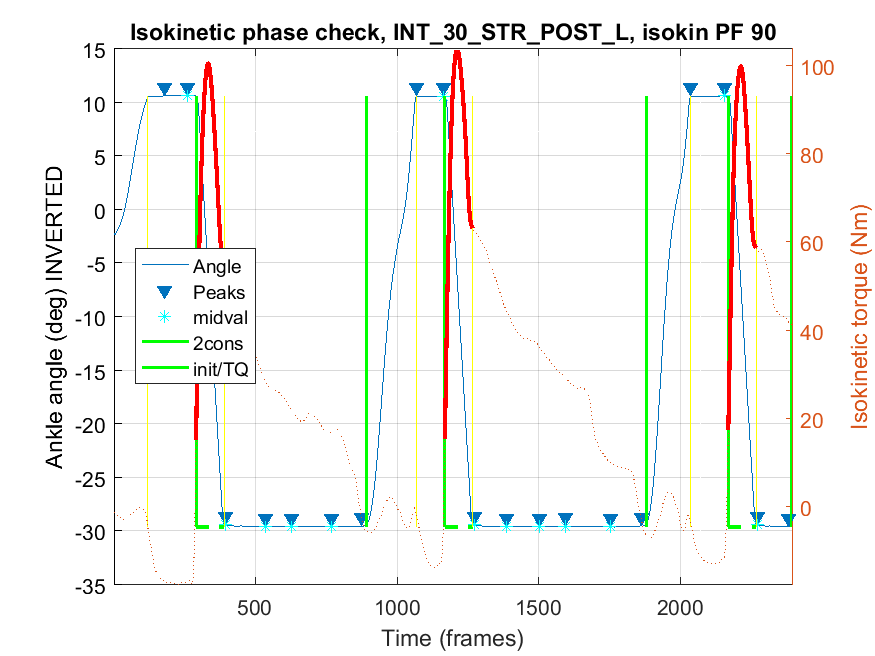 Isokinetic phase check, INT_30_STR_POST_L, isokin PF 90
15
10
5
0
-5
-10
-15
-20
-25
-30
-35
Ankle angle (deg) INVERTED
Angle
Peaks
midval
2cons
init/TQ
100
80
60
40
20
0
Isokinetic torque (Nm)
500
1000
1500
2000
Time (frames)